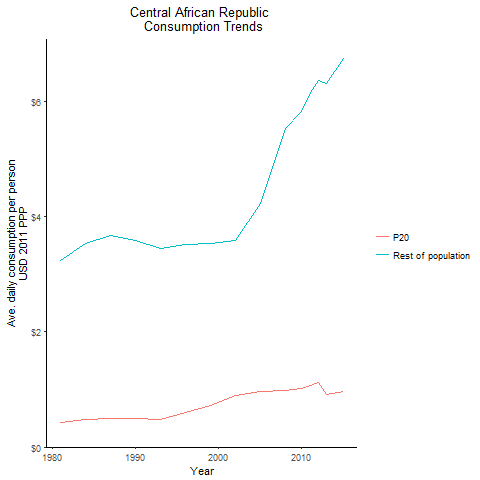 Central African Republic
Consumption Trends
Ave. daily consumption per person
USD 2011 PPP
$6
$4
$2
$0
1980
1990
2000
2010
Year
P20
Rest of population